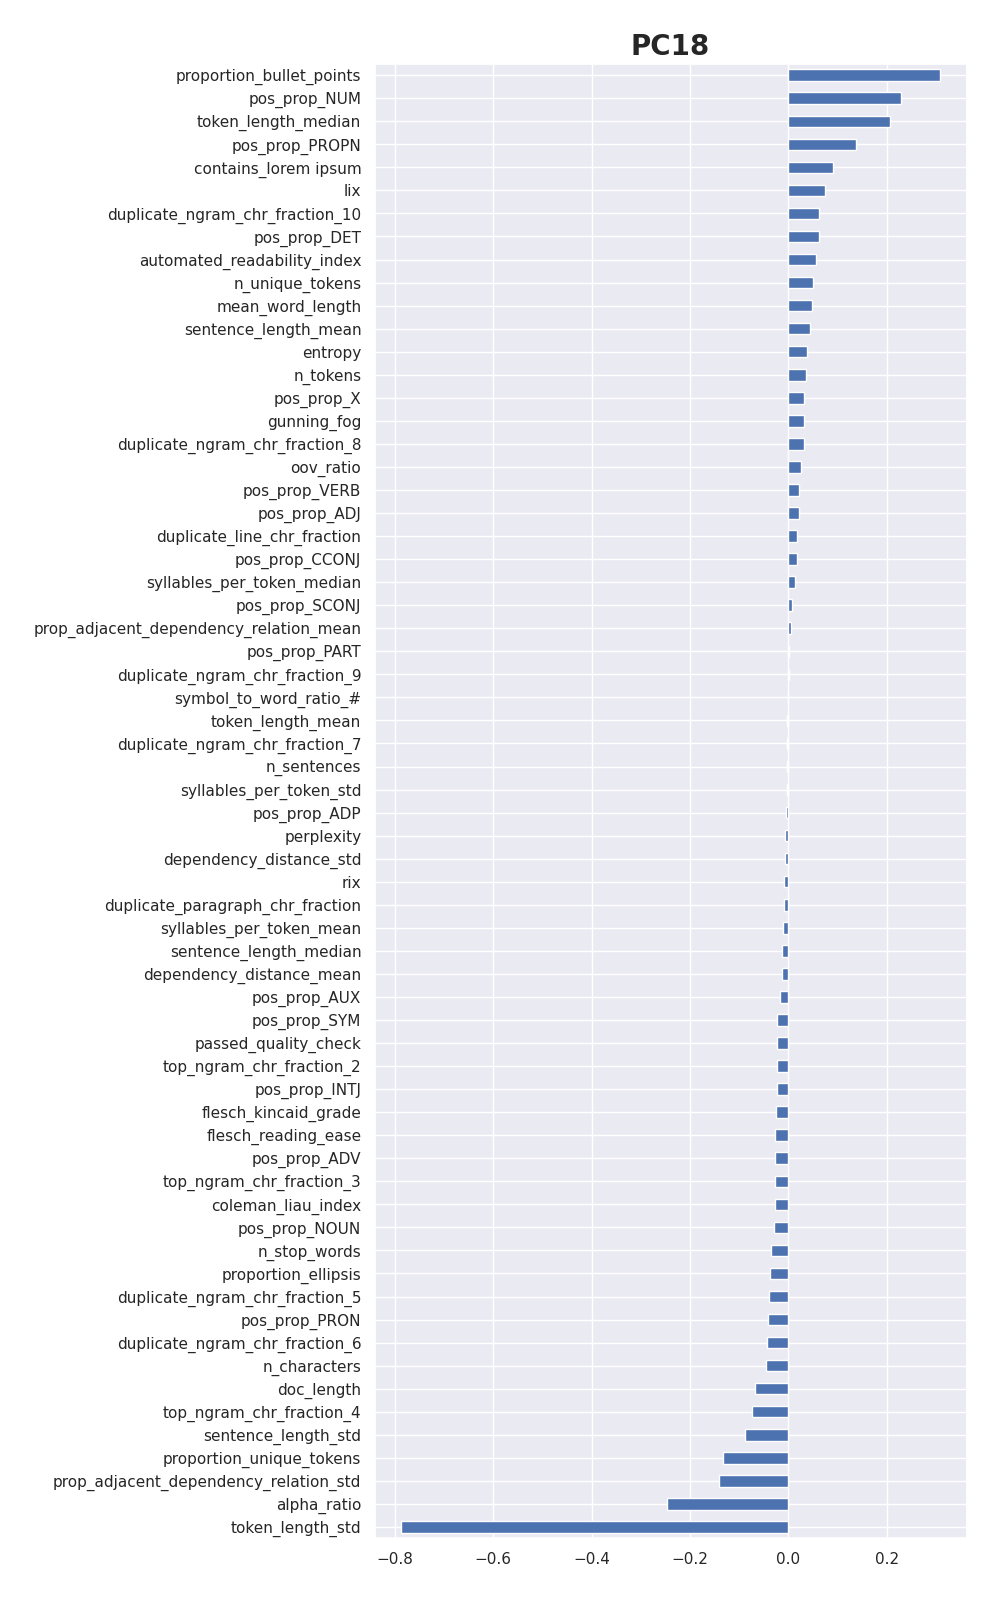 PC18
proportion_bullet_points
pos_prop_NUM
token_length_median
pos_prop_PROPN
contains_lorem ipsum
lix
duplicate_ngram_chr_fraction_10
pos_prop_DET
automated_readability_index
n_unique_tokens
mean_word_length
sentence_length_mean
entropy
n_tokens
pos_prop_X
gunning_fog
duplicate_ngram_chr_fraction_8
oov_ratio
pos_prop_VERB
pos_prop_ADJ
duplicate_line_chr_fraction
pos_prop_CCONJ
syllables_per_token_median
pos_prop_SCONJ
prop_adjacent_dependency_relation_mean
pos_prop_PART
duplicate_ngram_chr_fraction_9
symbol_to_word_ratio_#
token_length_mean
duplicate_ngram_chr_fraction_7
n_sentences
syllables_per_token_std
pos_prop_ADP
perplexity
dependency_distance_std
rix
duplicate_paragraph_chr_fraction
syllables_per_token_mean
sentence_length_median
dependency_distance_mean
pos_prop_AUX
pos_prop_SYM
passed_quality_check
top_ngram_chr_fraction_2
pos_prop_INTJ
flesch_kincaid_grade
flesch_reading_ease
pos_prop_ADV
top_ngram_chr_fraction_3
coleman_liau_index
pos_prop_NOUN
n_stop_words
proportion_ellipsis
duplicate_ngram_chr_fraction_5
pos_prop_PRON
duplicate_ngram_chr_fraction_6
n_characters
doc_length
top_ngram_chr_fraction_4
sentence_length_std
proportion_unique_tokens
prop_adjacent_dependency_relation_std
alpha_ratio
token_length_std
−0.8 −0.6 −0.4 −0.2 0.0 0.2